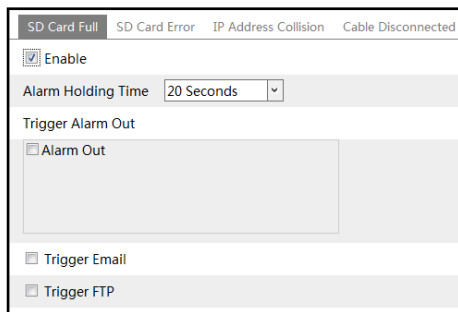 SD Card Full SD Card Error IP Address Collision Cable Disconnected
Enable
Alarm Holding Time 20 Seconds
Trigger Alarm Out
Alarm Out
Trigger Email
Trigger FTP